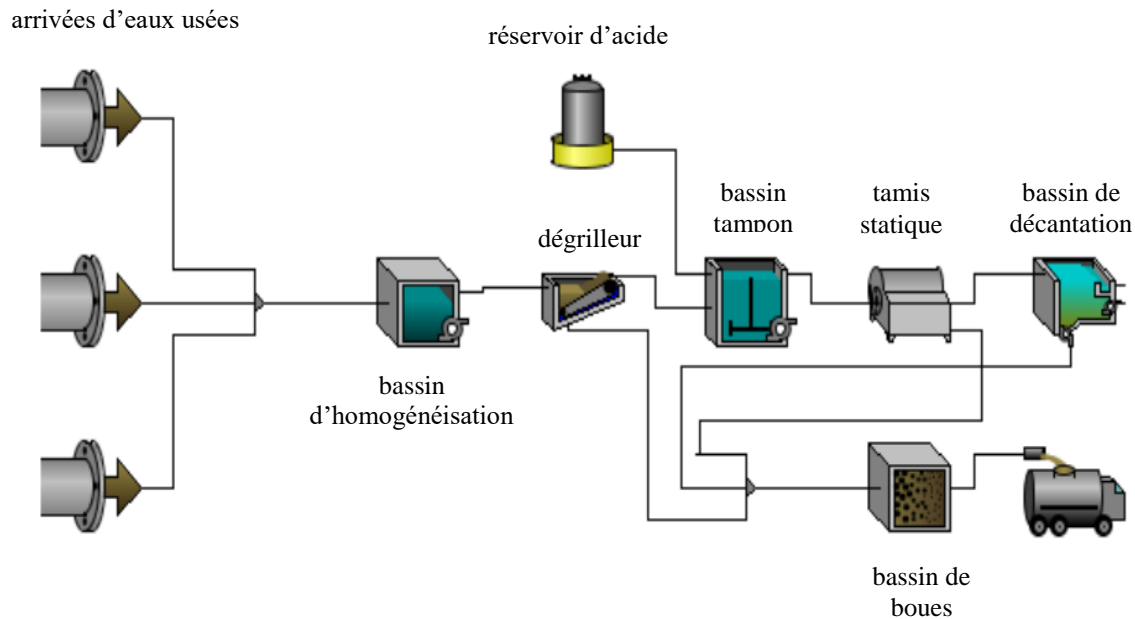 arrivées d'eaux usées
réservoir d'acide
bassin
tampon
tamis
statique
bassin de
décantation
dégrilleur
bassin
d'homogénéisation
bassin de
boues